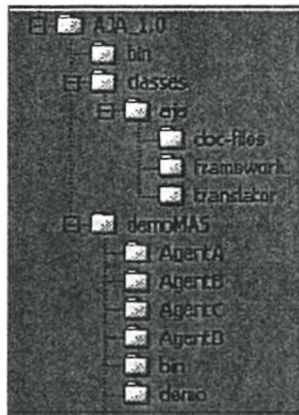 AJA_1.0
bin
classes
aja
doc-files
framework
translator
demoMAS
AgentA
AgentB
AgentC
AgentD
bin
demo